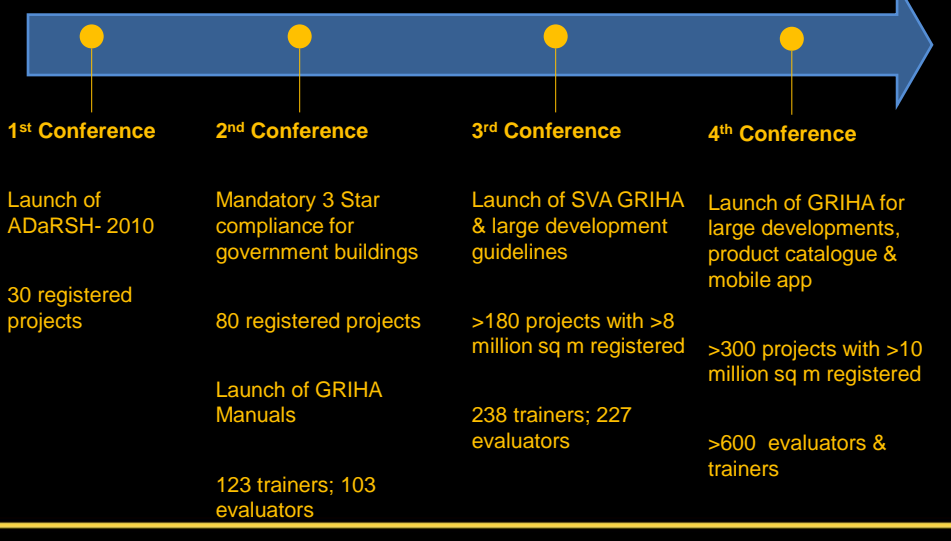 1st Conference
Launch of
ADaRSH- 2010
30 registered
projects
2nd Conference
Mandatory 3 Star
compliance for
government buildings
80 registered projects
Launch of GRIHA
Manuals
123 trainers; 103
evaluators
3rd Conference
Launch of SVA GRIHA
& large development
guidelines
>180 projects with >8
million sq m registered
238 trainers; 227
evaluators
4th Conference
Launch of GRIHA for
large developments,
product catalogue &
mobile app
>300 projects with >10
million sq m registered
>600 evaluators &
trainers